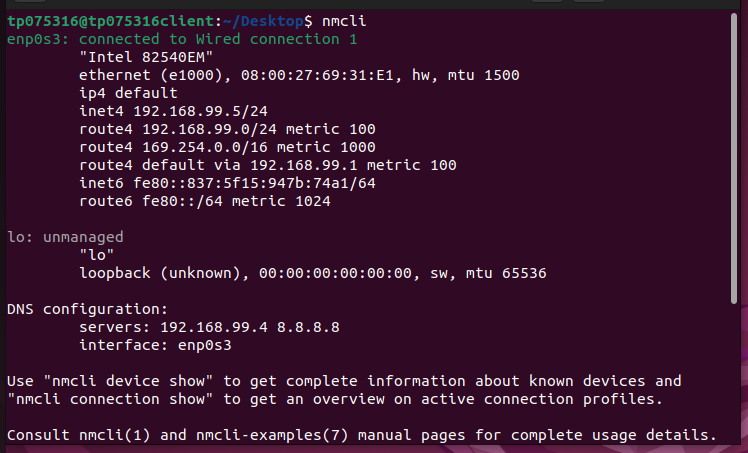 tp075316@tp075316client:~/Desktop$ nmcli
enp0s3: connected to Wired connection 1
"Intel 82540EM"
ethernet (e1000), 08:00:27:69:31:E1, hw, mtu 1500
ip4 default
inet4 192.168.99.5/24
route4 192.168.99.0/24 metric 100
route4 169.254.0.0/16 metric 1000
route4 default via 192.168.99.1 metric 100
inet6 fe80::837:5f15:947b:74a1/64
route6 fe80::/64 metric 1024
lo: unmanaged
"lo"
loopback (unknown), 00:00:00:00:00:00, sw, mtu 65536
DNS configuration:
servers: 192.168.99.4 8.8.8.8
interface: enp0s3
Use "nmcli device show" to get complete information about known devices and
"nmcli connection show" to get an overview on active connection profiles.
Consult nmcli(1) and nmcli-examples(7) manual pages for complete usage details.